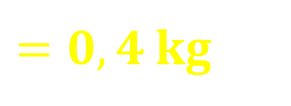 = 0, 4 kg